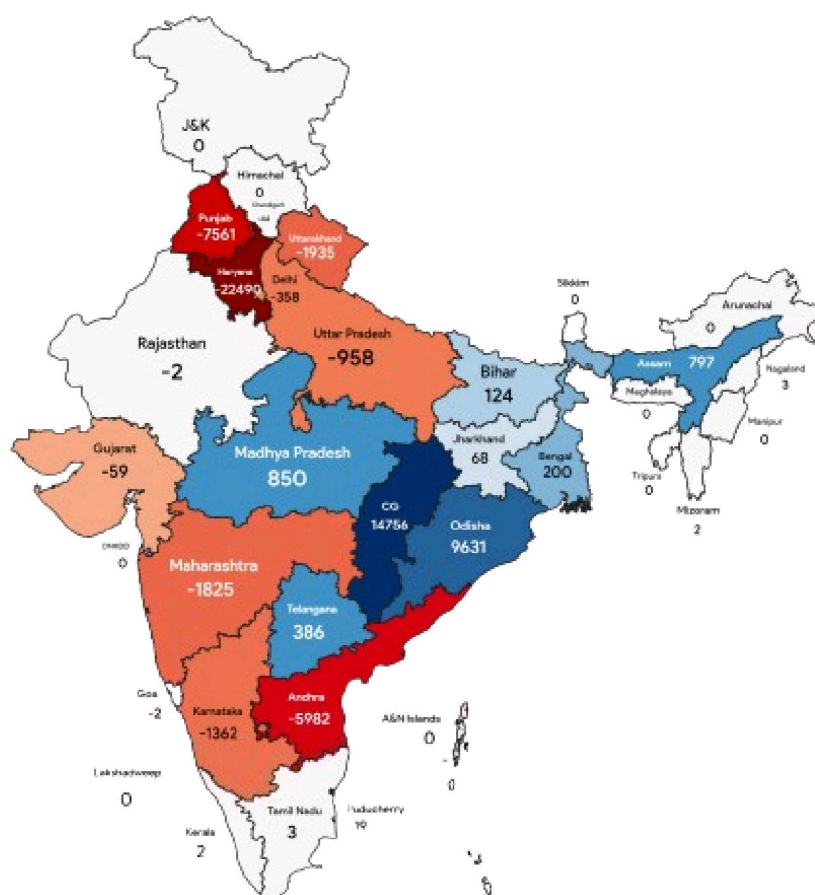 J&K
0
Himachal
0
Chandigarh
Punjab
-7561
Uttarakhand
-1935
Haryana
-22490
Delhi
-358
Sikkim
0
Arunachal
0
Rajasthan
-2
Uttar Pradesh
-958
Bihar
124
Assam 797
Nagaland
3
Meghalaya
0
Manipur
0
Gujarat
-59
Madhya Pradesh
850
Jharkhand
68
Bengal
200
Tripura
0
Mizoram
2
CG
14756
Odisha
9631
DNHDD
0
Maharashtra
-1825
Telangana
386
Goa
-2
Karnataka
-1362
Andhra
-5982
A&N Islands
0
Lakshadweep
0
Tamil Nadu
3
Puducherry
19
Kerala
2